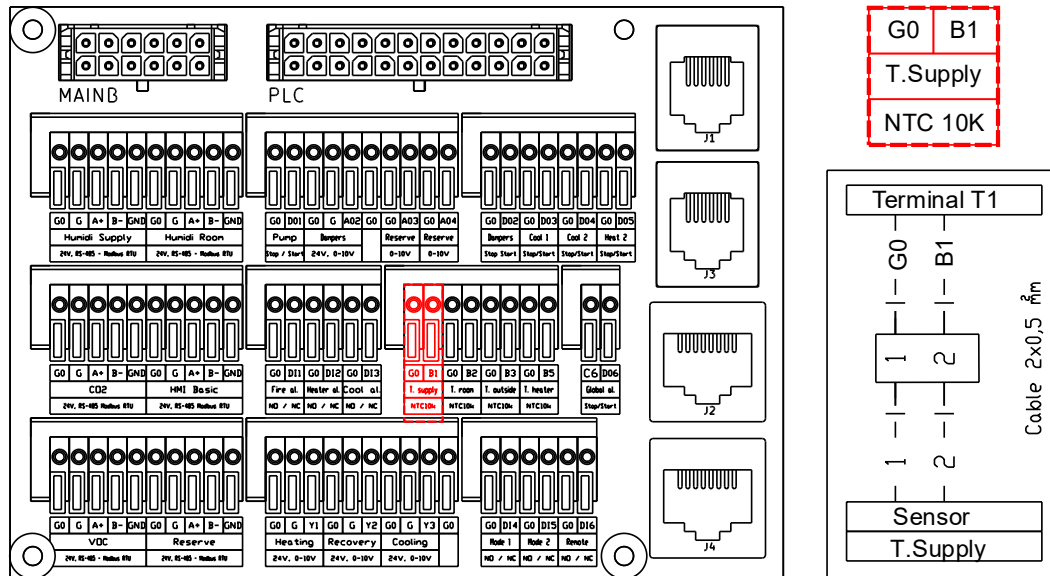 MAINB PLC
J1
G0 G A+ B- GND G0 G A+ B- GND G0 DO1 G0 G AO2 G0 G0 AO3 G0 AO4 G0 DO2 G0 DO3 G0 DO4 G0 DO5
Humidi Supply Humidi Room Pump Dampers Reserve Reserve Dampers Cool 1 Cool 2 Heat 2
24V, RS-485 - Modbus RTU 24V, RS-485 - Modbus RTU Stop / Start 24V, 0-10V 0-10V 0-10V Stop Start Stop/Start Stop/Start Stop/Start
J3
G0 G A+ B- GND G0 G A+ B- GND G0 DI1 G0 DI2 G0 DI3 G0 B1 G0 B2 G0 B3 G0 B5 C6 DO6
CO2 HMI Basic Fire al. Heater al. Cool al. T. supply T. room T. outside T. heater Global al.
24V, RS-485 Modbus RTU 24V, RS-485 - Modbus RTU NO / NC NO / NC NO / NC NTC10k NTC10k NTC10k NTC10k Stop/Start
J2
G0 G A+ B- GND G0 G A+ B- GND G0 G Y1 G0 G Y2 G0 G Y3 G0 G0 DI4 G0 DI5 G0 DI6
VOC Reserve Heating Recovery Cooling Mode 1 Mode 2 Remote
24V, RS-485 - Modbus RTU 24V, RS-485 - Modbus RTU 24V, 0-10V 24V, 0-10V 24V, 0-10V NO / NC NO / NC NO / NC
J4
G0 B1
T.Supply
NTC 10K
Terminal T1
G0 B1
1 2
1 2
Cable 2x0,5 mm²
Sensor
T.Supply